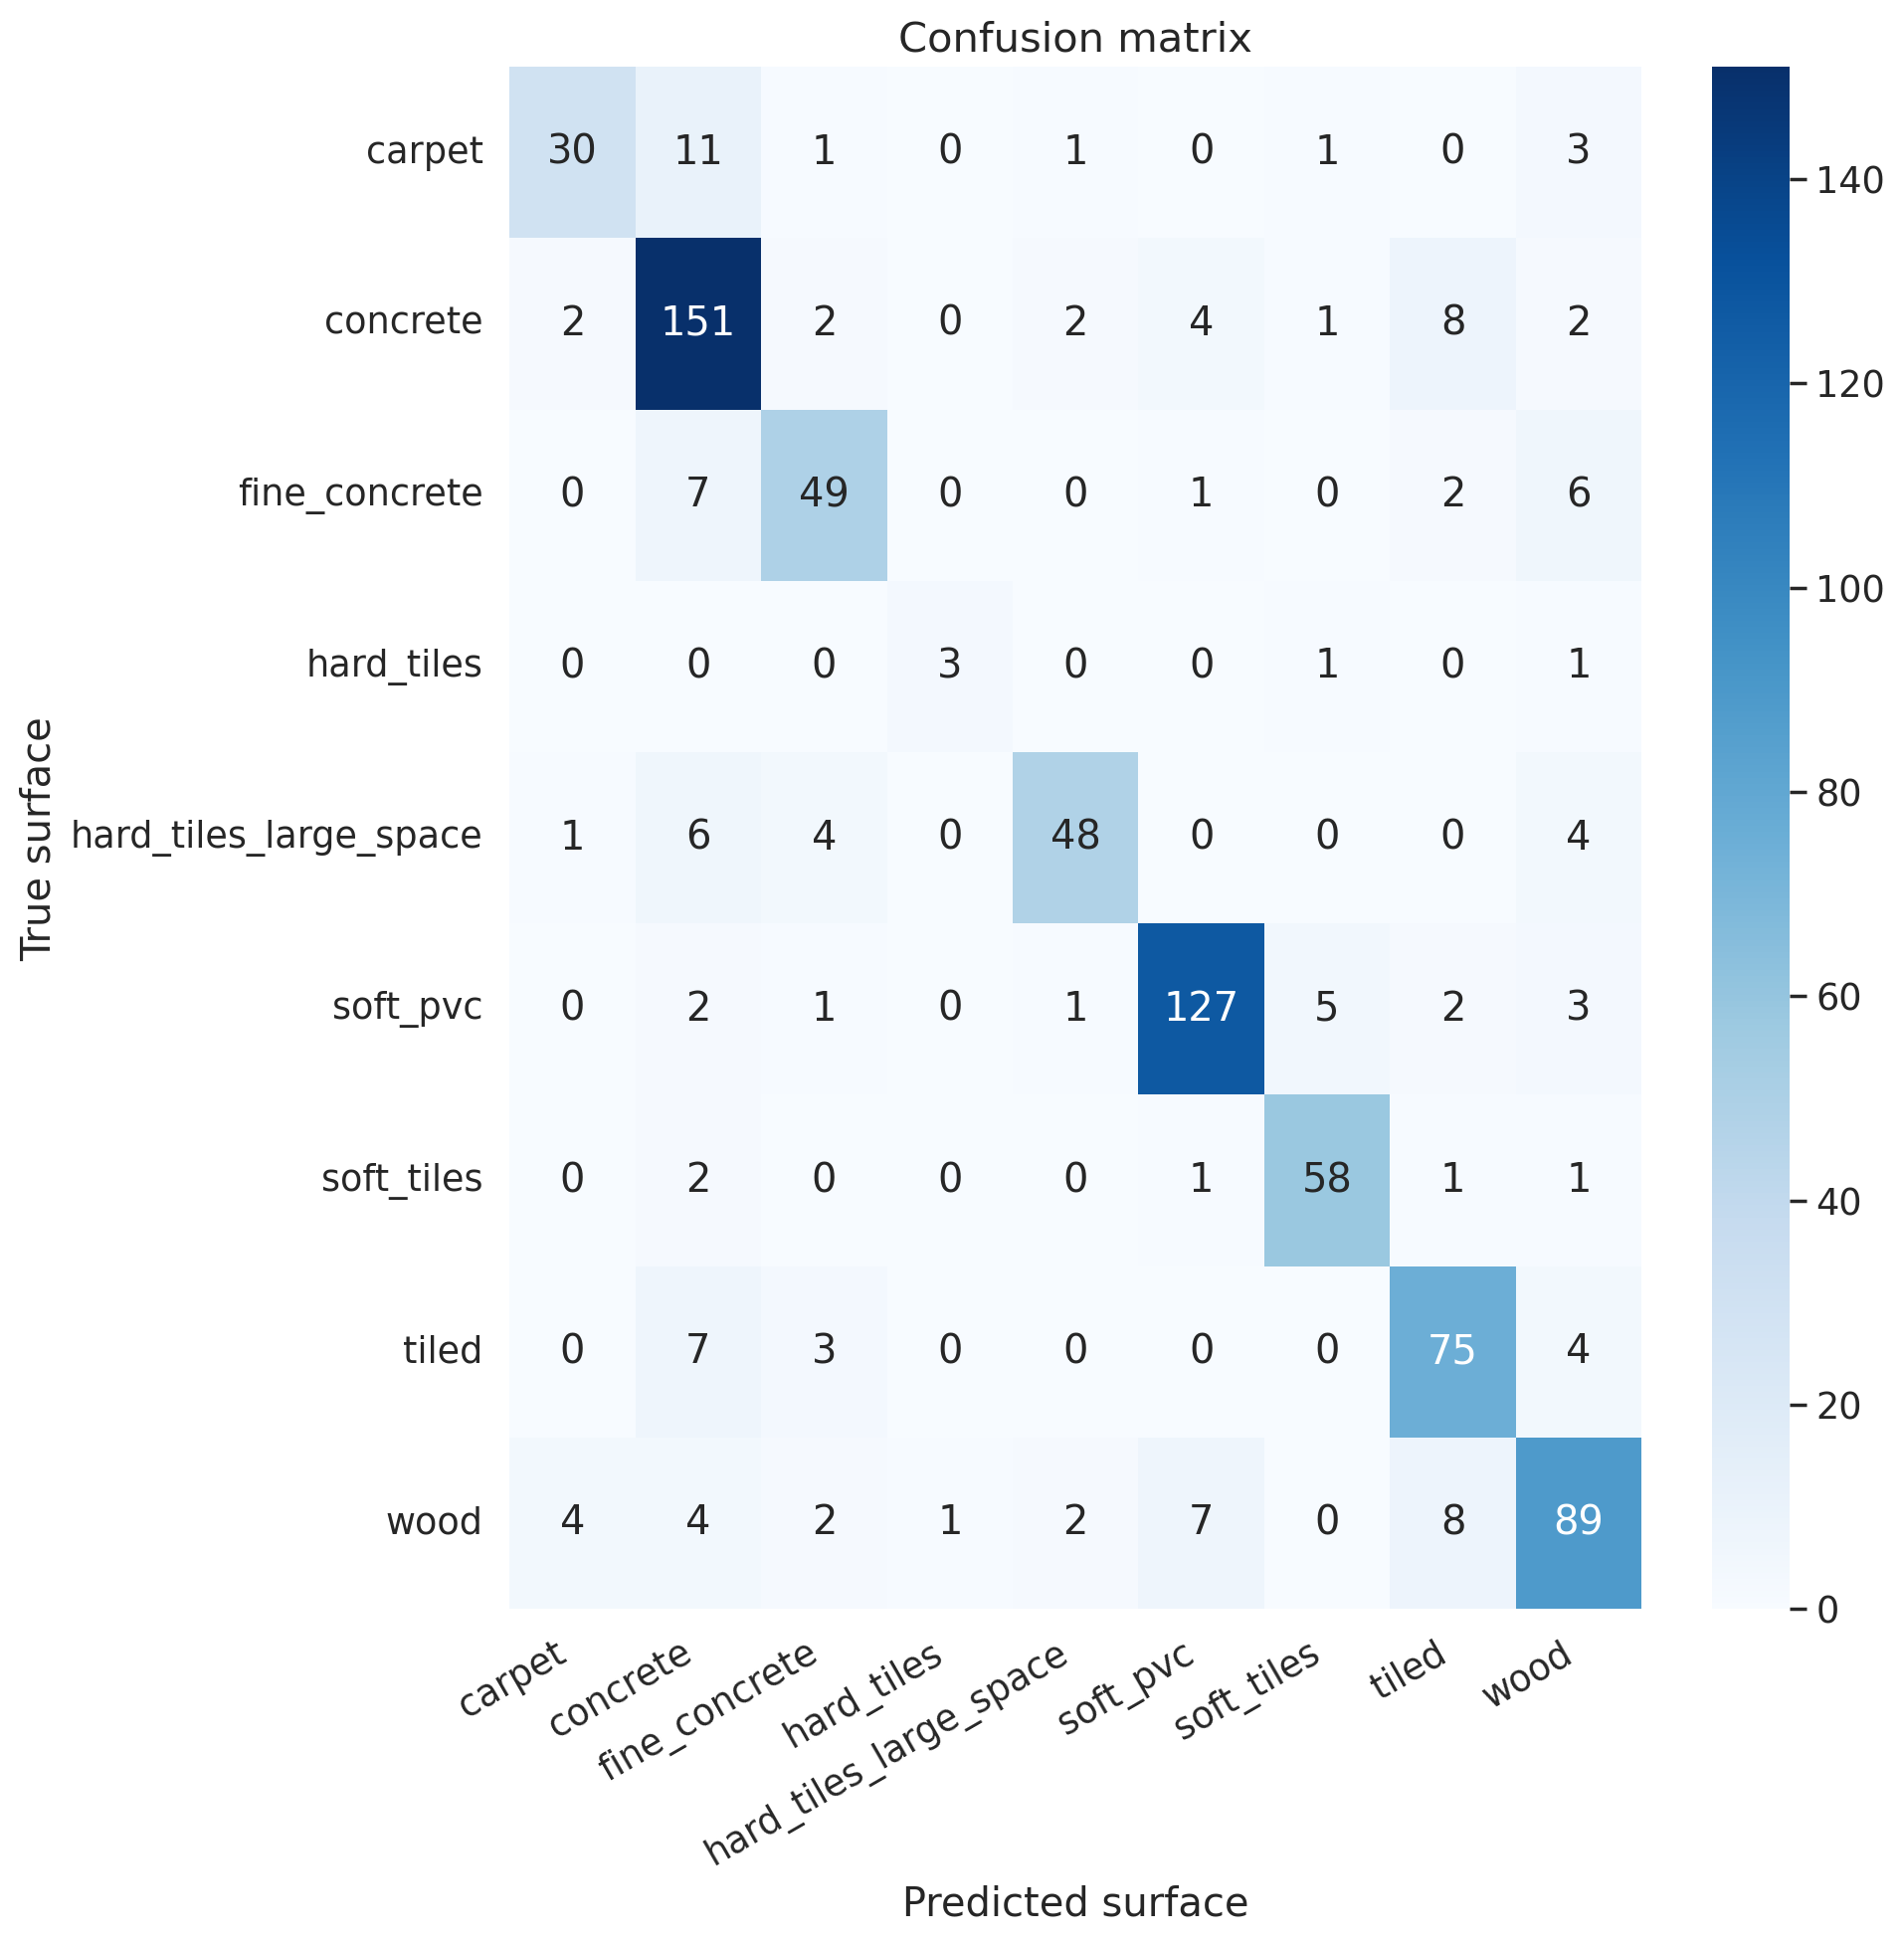 Confusion matrix
carpet 30 11 1 0 1 0 1 0 3
concrete 2 151 2 0 2 4 1 8 2
fine_concrete 0 7 49 0 0 1 0 2 6
hard_tiles 0 0 0 3 0 0 1 0 1
hard_tiles_large_space 1 6 4 0 48 0 0 0 4
soft_pvc 0 2 1 0 1 127 5 2 3
soft_tiles 0 2 0 0 0 1 58 1 1
tiled 0 7 3 0 0 0 0 75 4
wood 4 4 2 1 2 7 0 8 89
True surface
carpet
concrete
fine_concrete
hard_tiles
hard_tiles_large_space
soft_pvc
soft_tiles
tiled
wood
Predicted surface
140
120
100
80
60
40
20
0